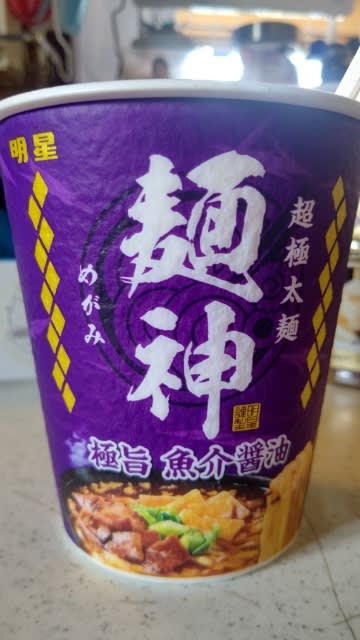 明星
麺神
めがみ
超極太麺
極旨 魚介醤油